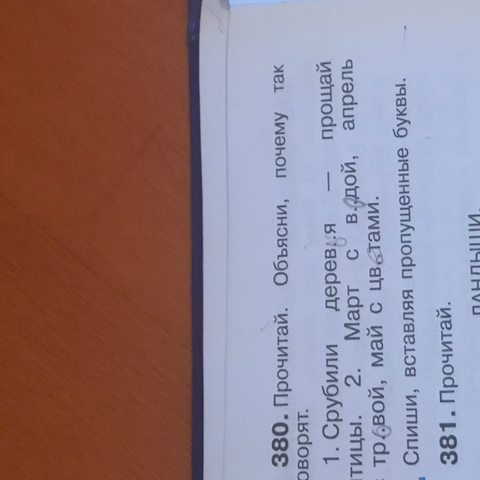 380. Прочитай. Объясни, почему так
оворят.
1. Срубили деревья — прощай
тицы. 2. Март с водой, апрель
с травой, май с цветами.
Спиши, вставляя пропущенные буквы.
381. Прочитай.
ЛАНДЫШИ.